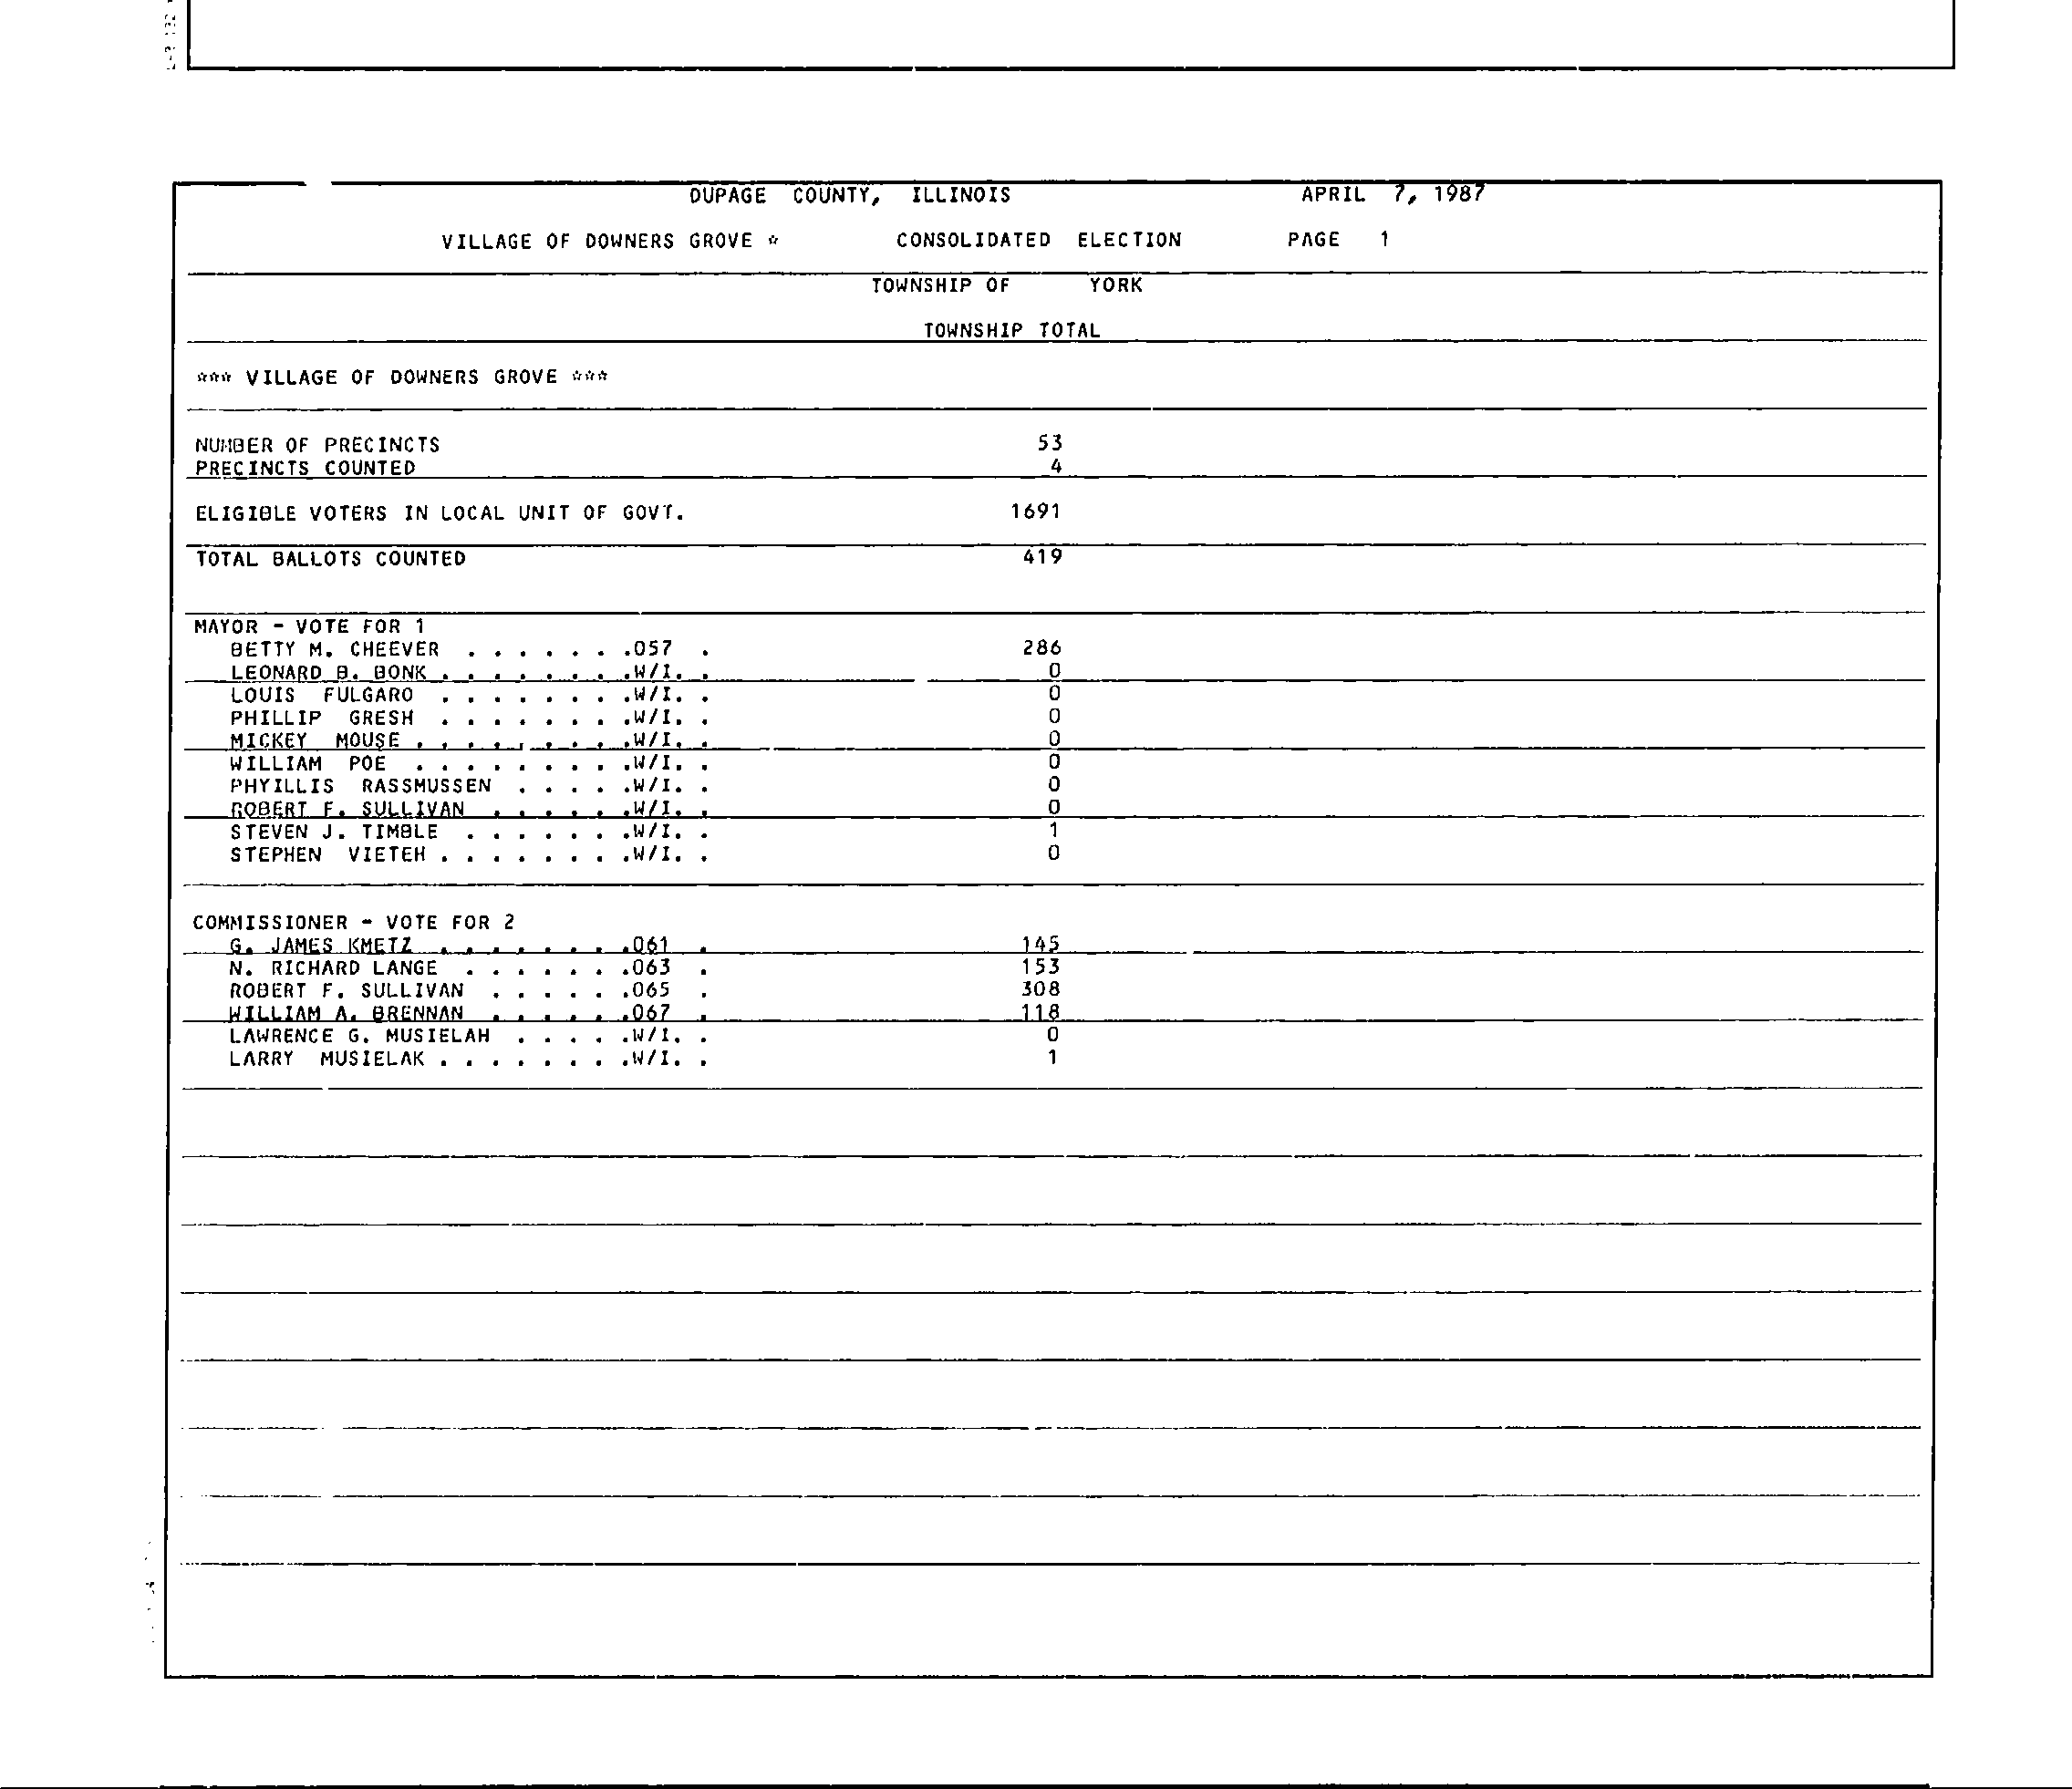 DUPAGE COUNTY, ILLINOIS APRIL 7, 1987
VILLAGE OF DOWNERS GROVE * CONSOLIDATED ELECTION PAGE 1
TOWNSHIP OF YORK
TOWNSHIP TOTAL
*** VILLAGE OF DOWNERS GROVE ***
NUMBER OF PRECINCTS 53
PRECINCTS COUNTED 4
ELIGIBLE VOTERS IN LOCAL UNIT OF GOVT. 1691
TOTAL BALLOTS COUNTED 419
MAYOR - VOTE FOR 1
BETTY M. CHEEVER . . . . . . .057 . 286
LEONARD B. BONK . . . . . . . .W/I. . 0
LOUIS FULGARO . . . . . . . .W/I. . 0
PHILLIP GRESH . . . . . . . .W/I. . 0
MICKEY MOUSE . . . . . . . . .W/I. . 0
WILLIAM POE . . . . . . . . .W/I. . 0
PHYILLIS RASSMUSSEN . . . . .W/I. . 0
ROBERT F. SULLIVAN . . . . . .W/I. . 0
STEVEN J. TIMBLE . . . . . . .W/I. . 1
STEPHEN VIETEH . . . . . . . .W/I. . 0
COMMISSIONER - VOTE FOR 2
G. JAMES KMETZ . . . . . . . .061 . 145
N. RICHARD LANGE . . . . . . .063 . 153
ROBERT F. SULLIVAN . . . . . .065 . 308
WILLIAM A. BRENNAN . . . . . .067 . 118
LAWRENCE G. MUSIELAH . . . . .W/I. . 0
LARRY MUSIELAK . . . . . . . .W/I. . 1